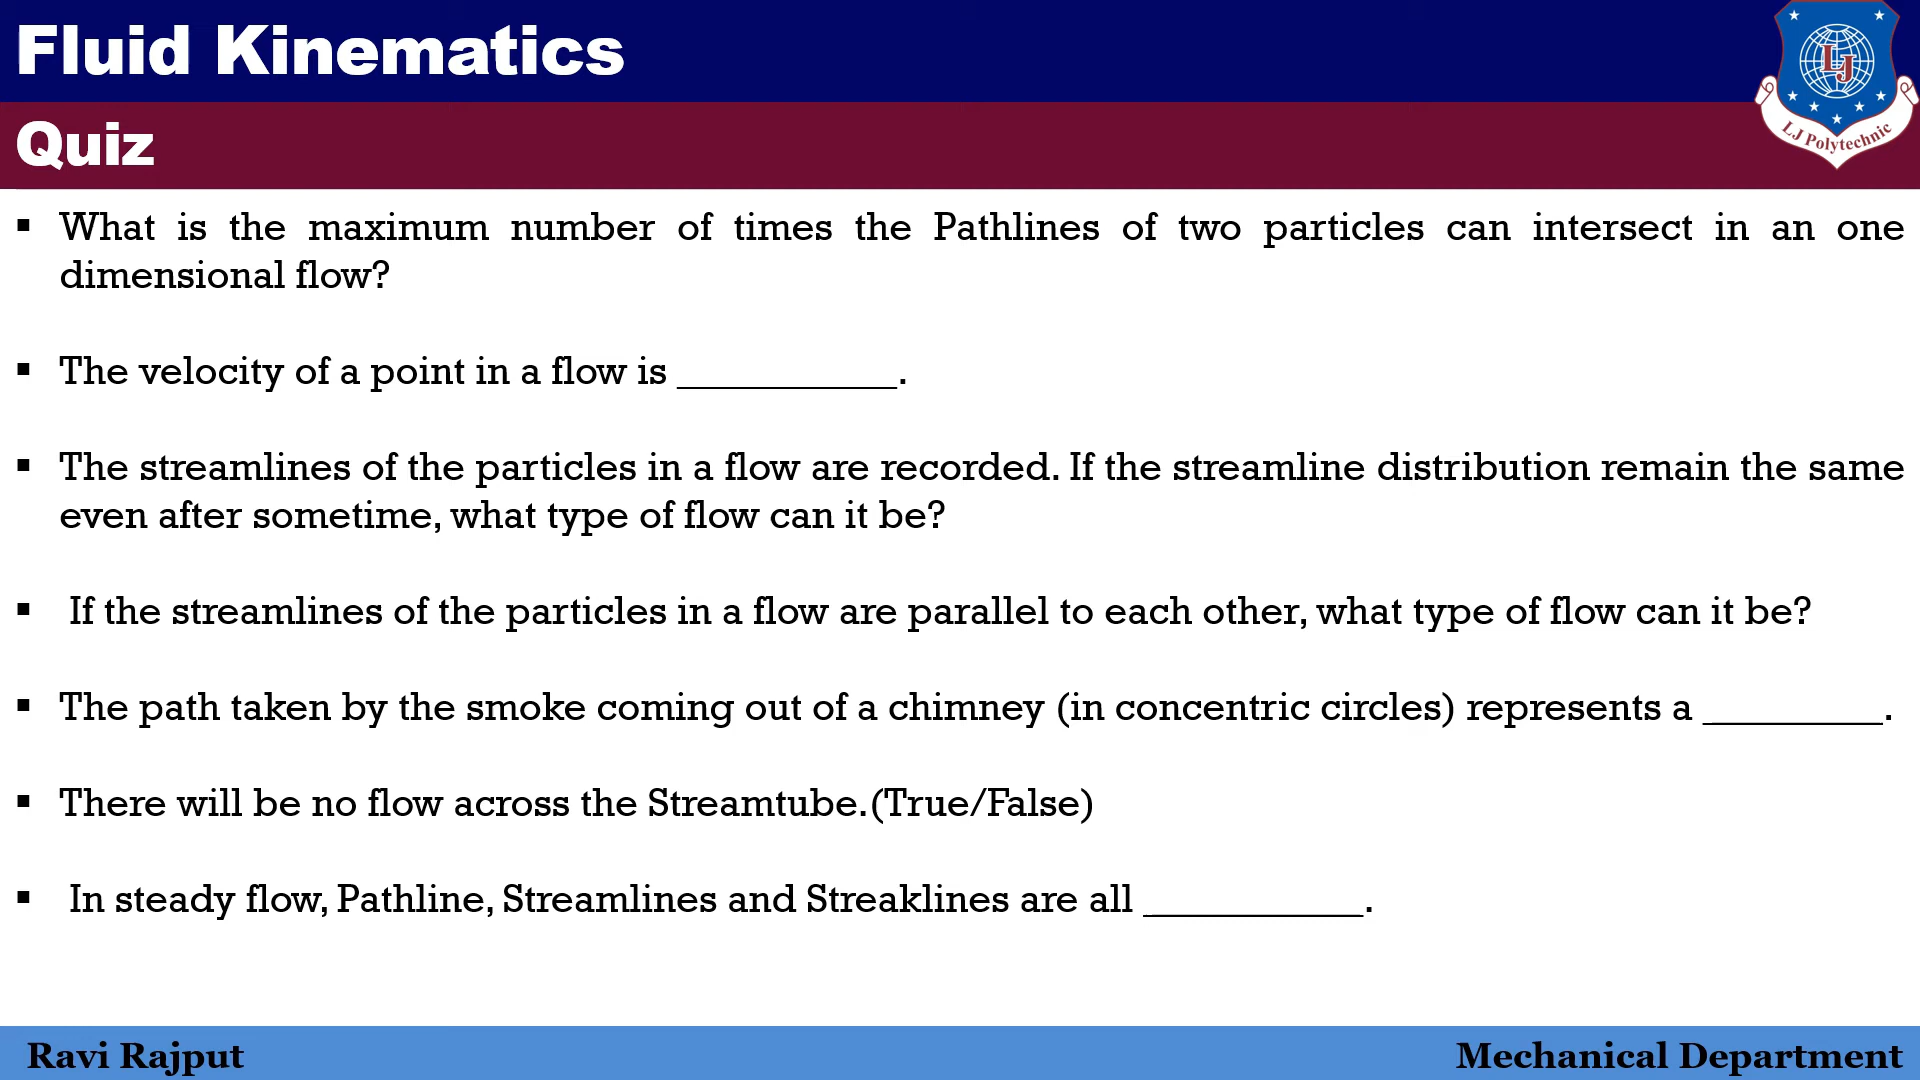 Fluid Kinematics
Quiz
LJ
LJ Polytechnic
▪ What is the maximum number of times the Pathlines of two particles can intersect in an one
dimensional flow?
▪ The velocity of a point in a flow is ___________.
▪ The streamlines of the particles in a flow are recorded. If the streamline distribution remain the same
even after sometime, what type of flow can it be?
▪ If the streamlines of the particles in a flow are parallel to each other, what type of flow can it be?
▪ The path taken by the smoke coming out of a chimney (in concentric circles) represents a _________.
▪ There will be no flow across the Streamtube.(True/False)
▪ In steady flow, Pathline, Streamlines and Streaklines are all ___________.
Ravi Rajput
Mechanical Department